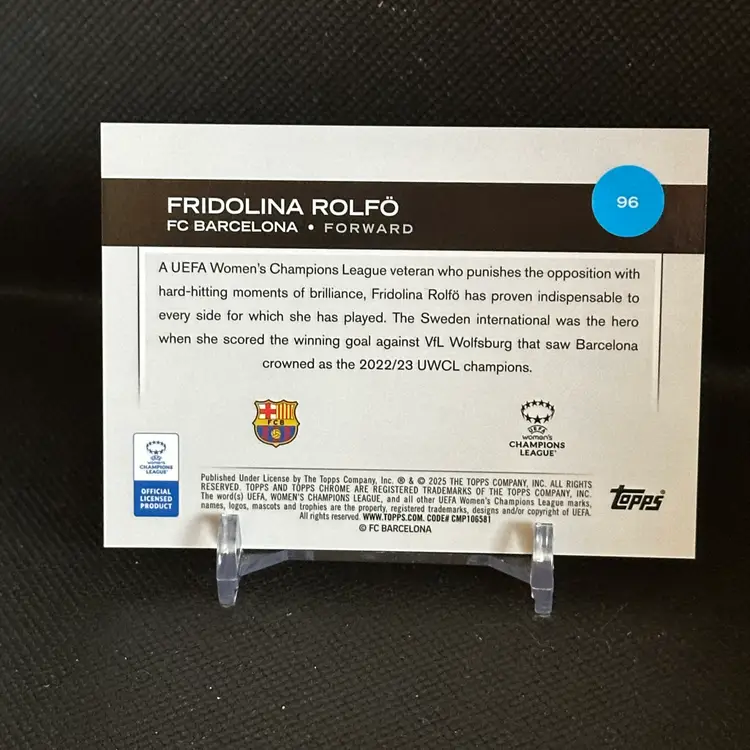 FRIDOLINA ROLFÖ
FC BARCELONA • FORWARD
96
A UEFA Women's Champions League veteran who punishes the opposition with
hard-hitting moments of brilliance, Fridolina Rolfö has proven indispensable to
every side for which she has played. The Sweden international was the hero
when she scored the winning goal against VfL Wolfsburg that saw Barcelona
crowned as the 2022/23 UWCL champions.
FCB
UEFA
women's
CHAMPIONS
LEAGUE
UEFA
women's
CHAMPIONS
LEAGUE
OFFICIAL
LICENSED
PRODUCT
Published Under License by The Topps Company, Inc. ® & © 2025 THE TOPPS COMPANY, INC. ALL RIGHTS
RESERVED. TOPPS AND TOPPS CHROME ARE REGISTERED TRADEMARKS OF THE TOPPS COMPANY, INC.
The word(s) UEFA, WOMEN'S CHAMPIONS LEAGUE, and all other UEFA Women's Champions League marks,
names, logos, mascots and trophies are the property, registered trademarks, designs and/or copyright of UEFA.
All rights reserved. WWW.TOPPS.COM. CODE# CMP106581
© FC BARCELONA
topps